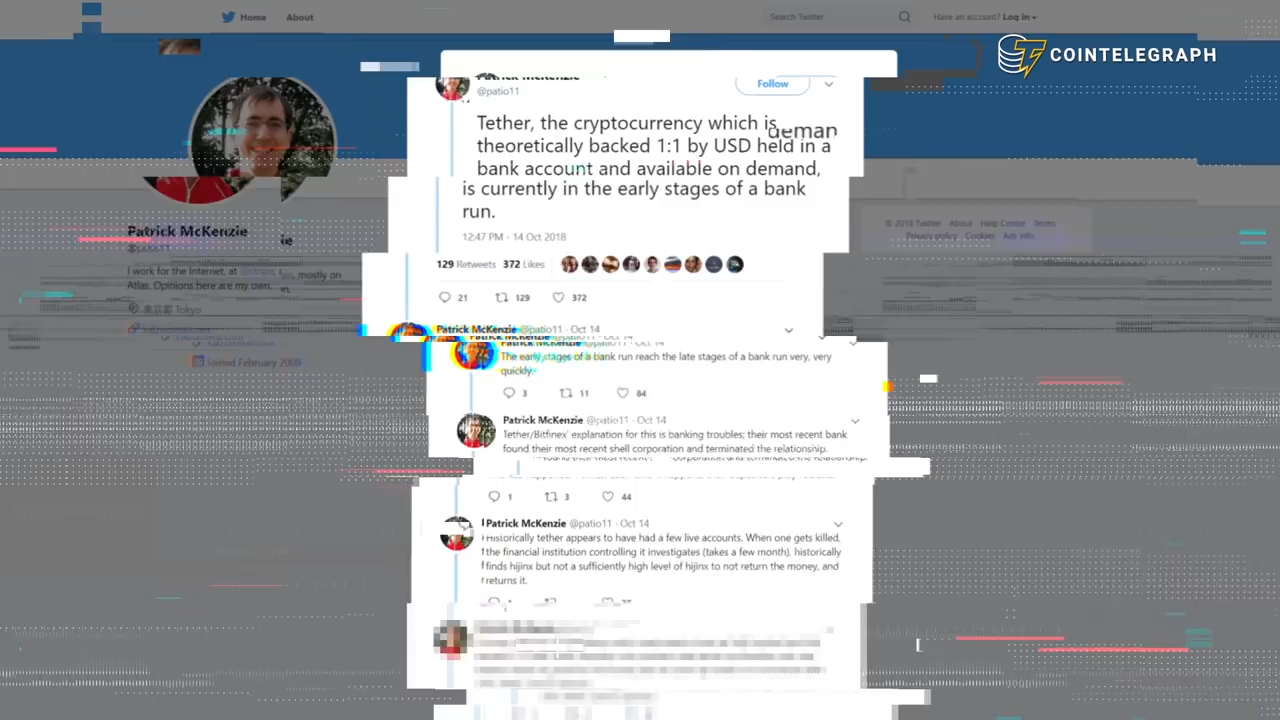 Home About
Search Twitter
Have an account? Log in
COINTELEGRAPH
Patrick McKenzie
@patio11
Follow
Tether, the cryptocurrency which is
theoretically backed 1:1 by USD held in a
bank account and available on demand,
is currently in the early stages of a bank
run.
12:47 PM - 14 Oct 2018
129 Retweets 372 Likes
21 129 372
Patrick McKenzie @patio11 · Oct 14
The early stages of a bank run reach the late stages of a bank run very, very
quickly.
3 11 84
Patrick McKenzie @patio11 · Oct 14
Tether/Bitfinex' explanation for this is banking troubles; their most recent bank
found their most recent shell corporation and terminated the relationship.
1 3 44
Patrick McKenzie @patio11 · Oct 14
Historically tether appears to have had a few live accounts. When one gets killed,
the financial institution controlling it investigates (takes a few month), historically
finds hijinx but not a sufficiently high level of hijinx to not return the money, and
returns it.
Patrick McKenzie
@patio11
I work for the Internet, at mostly on
Atlas. Opinions here are my own.
東京都 Tokyo
Joined February 2009
© 2018 Twitter About Help Center Terms
Privacy policy Cookies Ads info